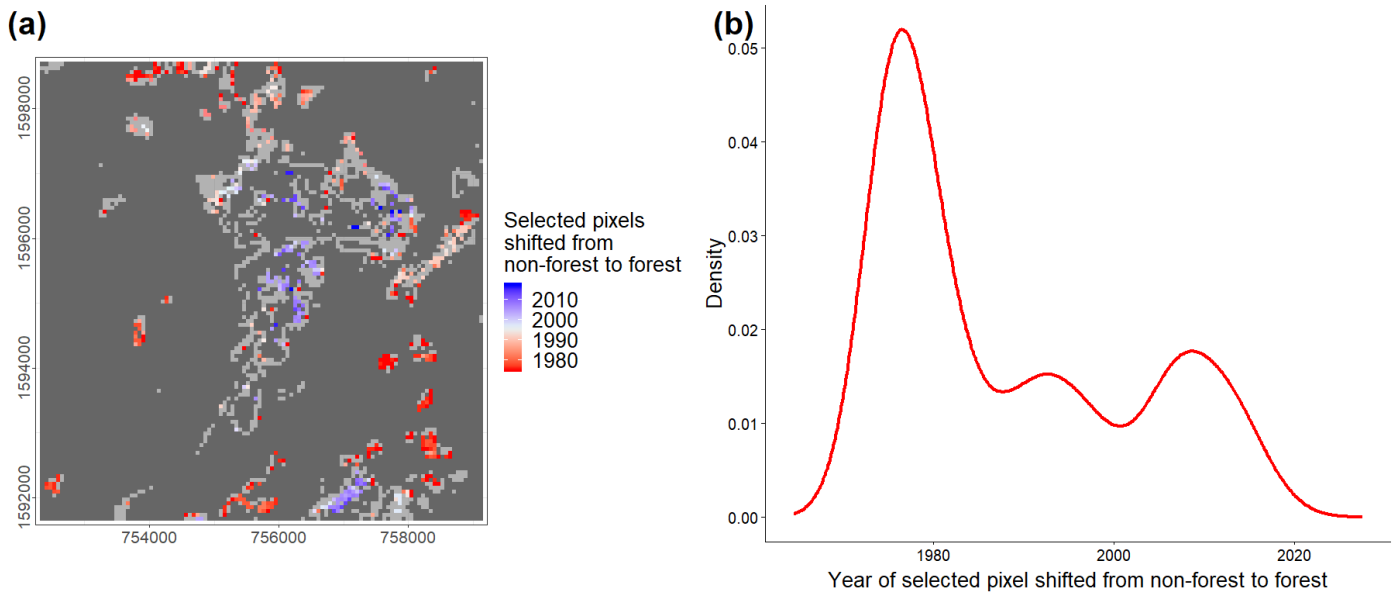 (a)
1598000
1596000
1594000
1592000
754000
756000
758000
Selected pixels
shifted from
non-forest to forest
2010
2000
1990
1980
(b)
0.05
0.04
0.03
0.02
0.01
0.00
Density
1980
2000
2020
Year of selected pixel shifted from non-forest to forest